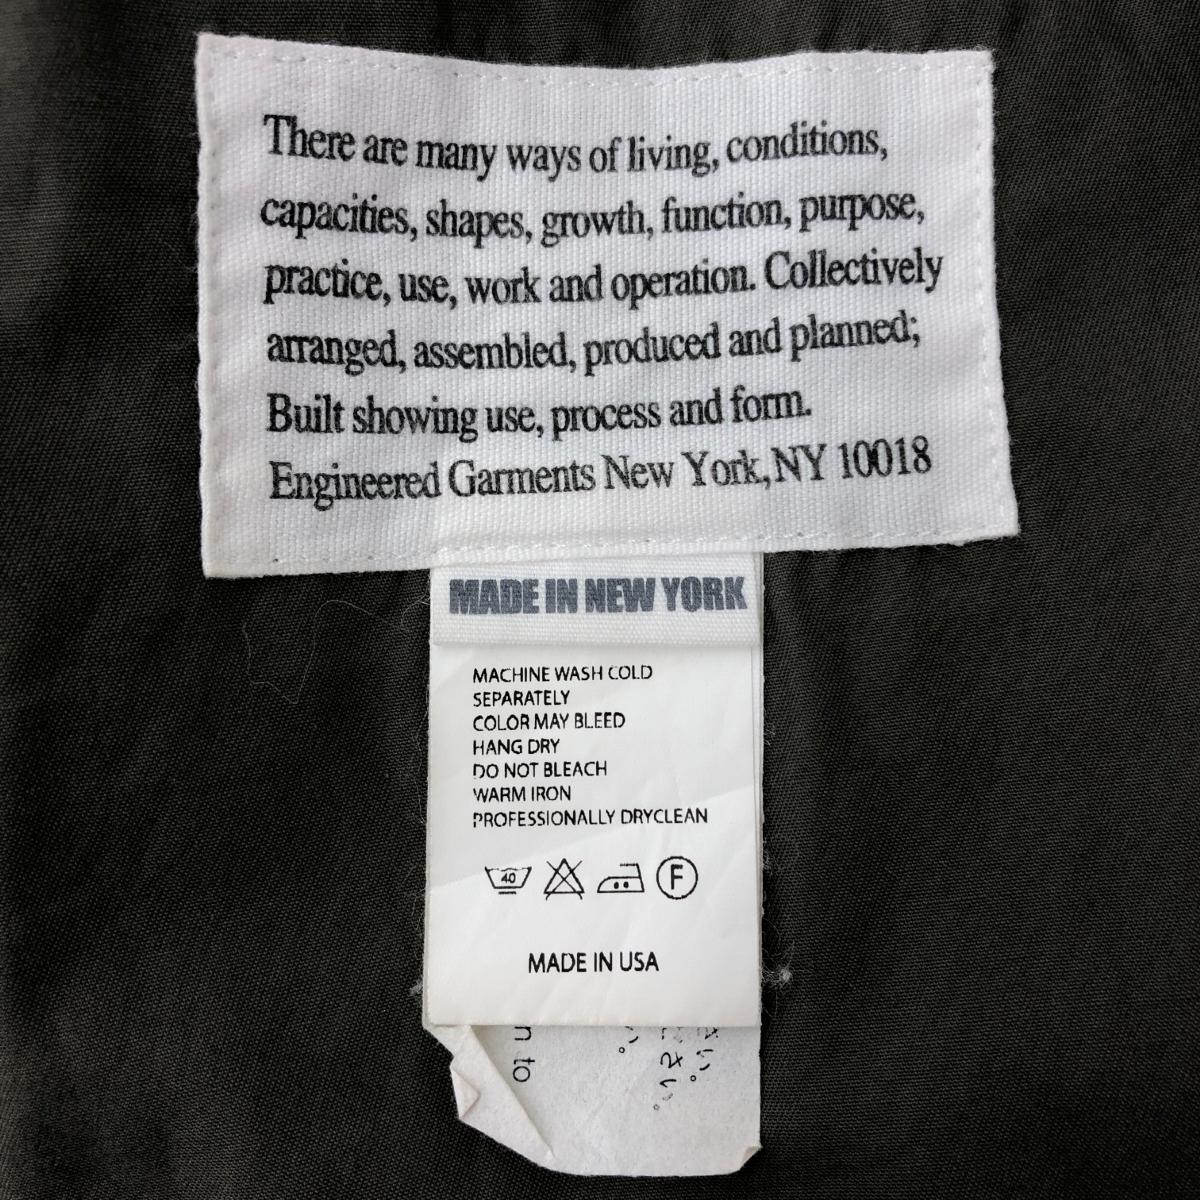 There are many ways of living, conditions,
capacities, shapes, growth, function, purpose,
practice, use, work and operation. Collectively
arranged, assembled, produced and planned;
Built showing use, process and form.
Engineered Garments New York, NY 10018
MADE IN NEW YORK
MACHINE WASH COLD
SEPARATELY
COLOR MAY BLEED
HANG DRY
DO NOT BLEACH
WARM IRON
PROFESSIONALLY DRYCLEAN
40
F
MADE IN USA
to
さい。